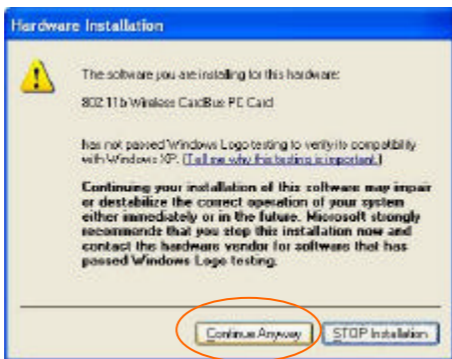 Hardware Installation
The software you are installing for this hardware:
802.11b Wireless CardBus PC Card
has not passed Windows Logo testing to verify its compatibility
with Windows XP. (Tell me why this testing is important.)
Continuing your installation of this software may impair
or destabilize the correct operation of your system
either immediately or in the future. Microsoft strongly
recommends that you stop this installation now and
contact the hardware vendor for software that has
passed Windows Logo testing.
Continue Anyway
STOP Installation